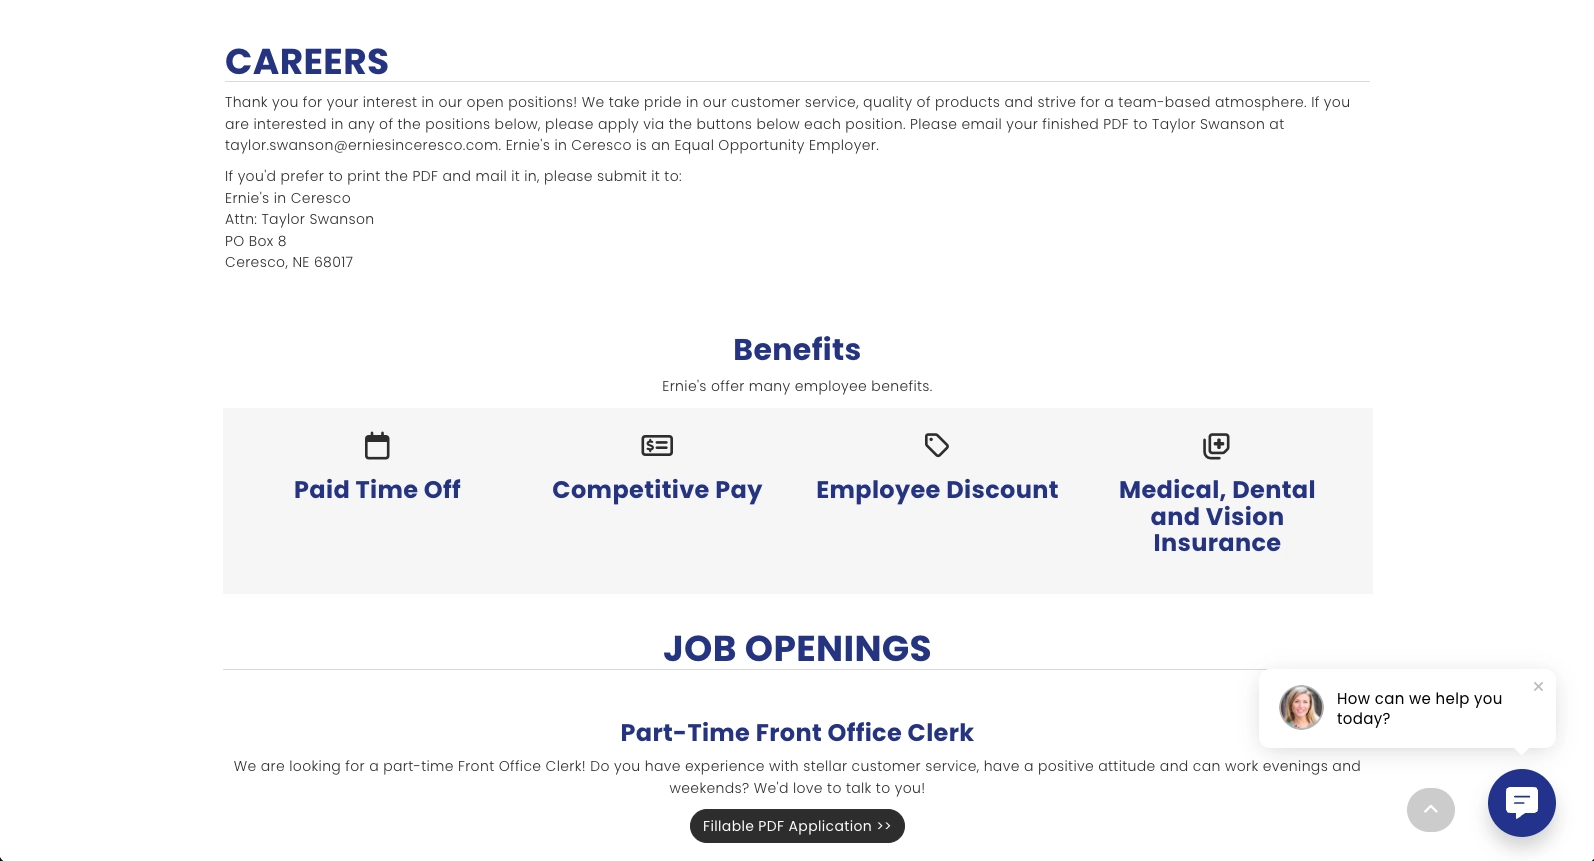 CAREERS
Thank you for your interest in our open positions! We take pride in our customer service, quality of products and strive for a team-based atmosphere. If you
are interested in any of the positions below, please apply via the buttons below each position. Please email your finished PDF to Taylor Swanson at
taylor.swanson@erniesinceresco.com. Ernie's in Ceresco is an Equal Opportunity Employer.
If you'd prefer to print the PDF and mail it in, please submit it to:
Ernie's in Ceresco
Attn: Taylor Swanson
PO Box 8
Ceresco, NE 68017
Benefits
Ernie's offer many employee benefits.
Paid Time Off
Competitive Pay
Employee Discount
Medical, Dental
and Vision
Insurance
JOB OPENINGS
Part-Time Front Office Clerk
We are looking for a part-time Front Office Clerk! Do you have experience with stellar customer service, have a positive attitude and can work evenings and
weekends? We'd love to talk to you!
Fillable PDF Application >>
How can we help you
today?